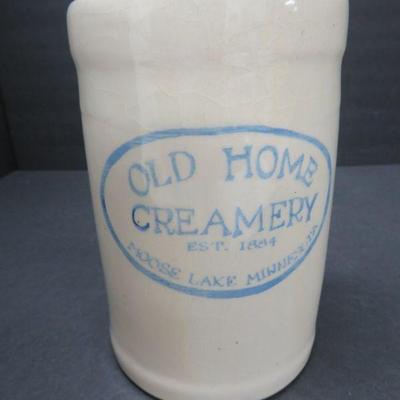 OLD HOME
CREAMERY
EST. 1884
MOOSE LAKE